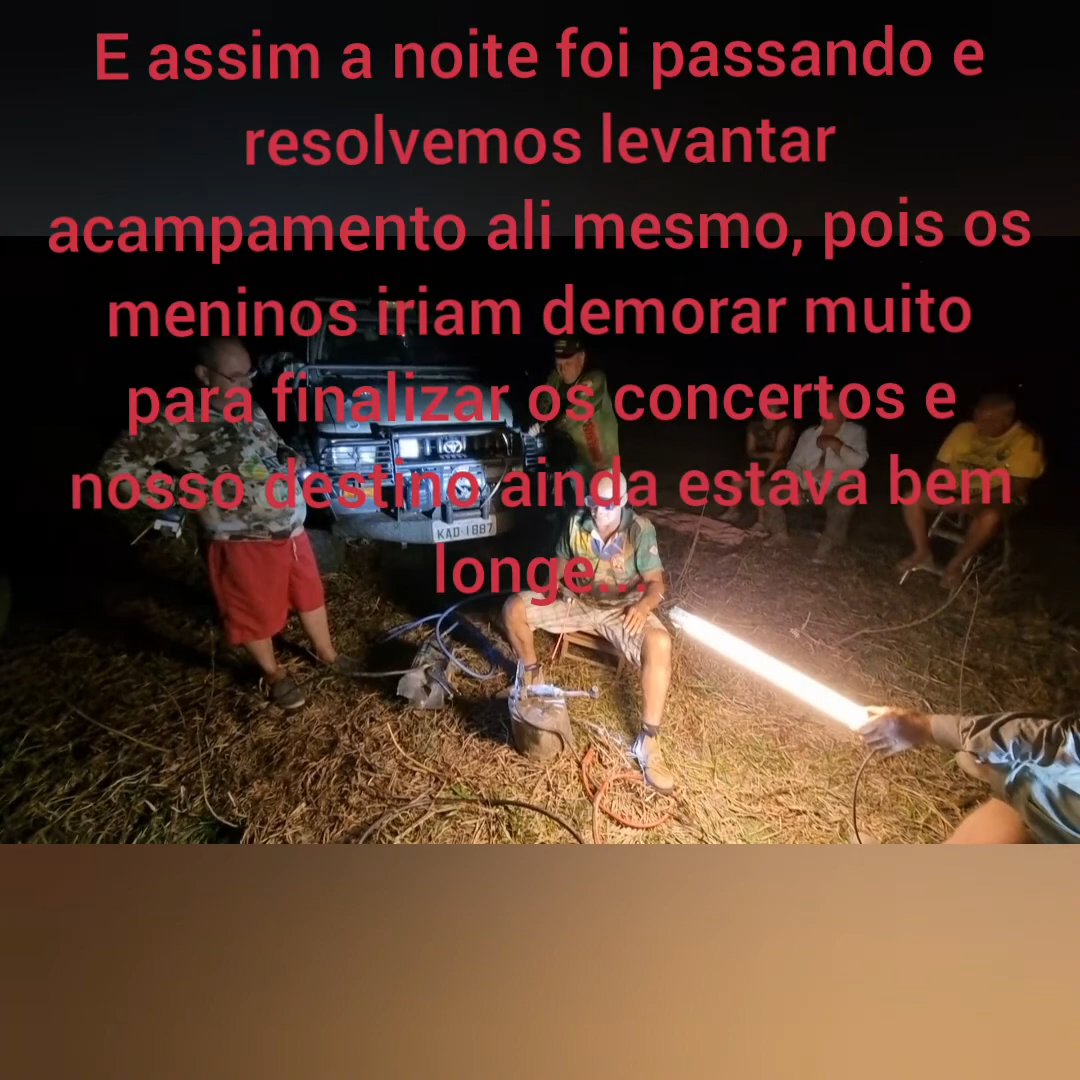 E assim a noite foi passando e
resolvemos levantar
acampamento ali mesmo, pois os
meninos iriam demorar muito
para finalizar os concertos e
nosso destino ainda estava bem
longe...
KAD 1887